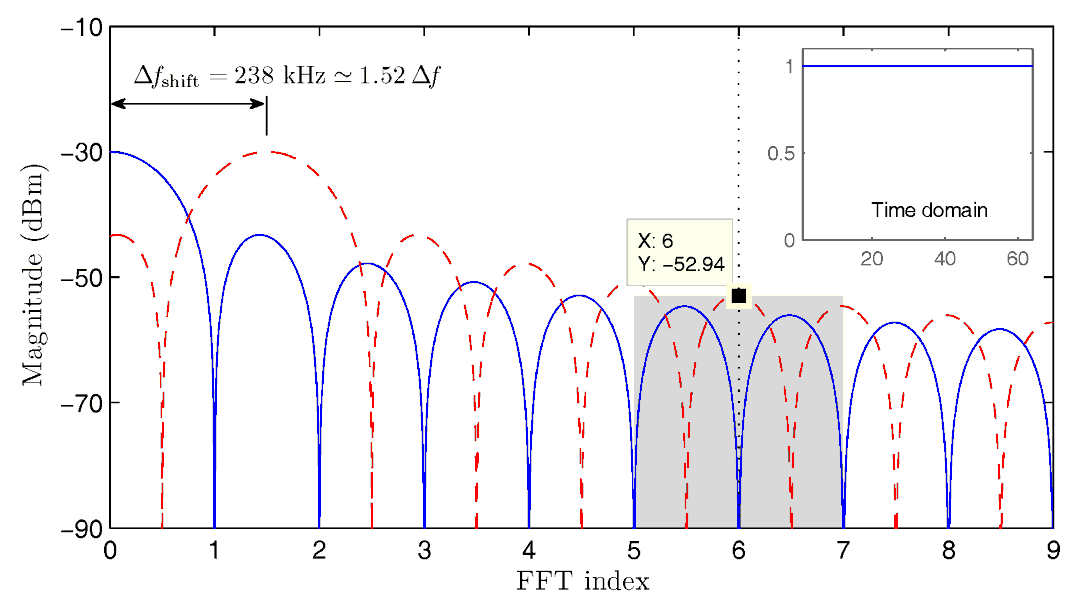 −10
Δf_shift = 238 kHz ≃ 1.52 Δf
1
0.5
Time domain
0
20 40 60
−30
X: 6
Y: −52.94
−50
−70
−90
Magnitude (dBm)
0 1 2 3 4 5 6 7 8 9
FFT index